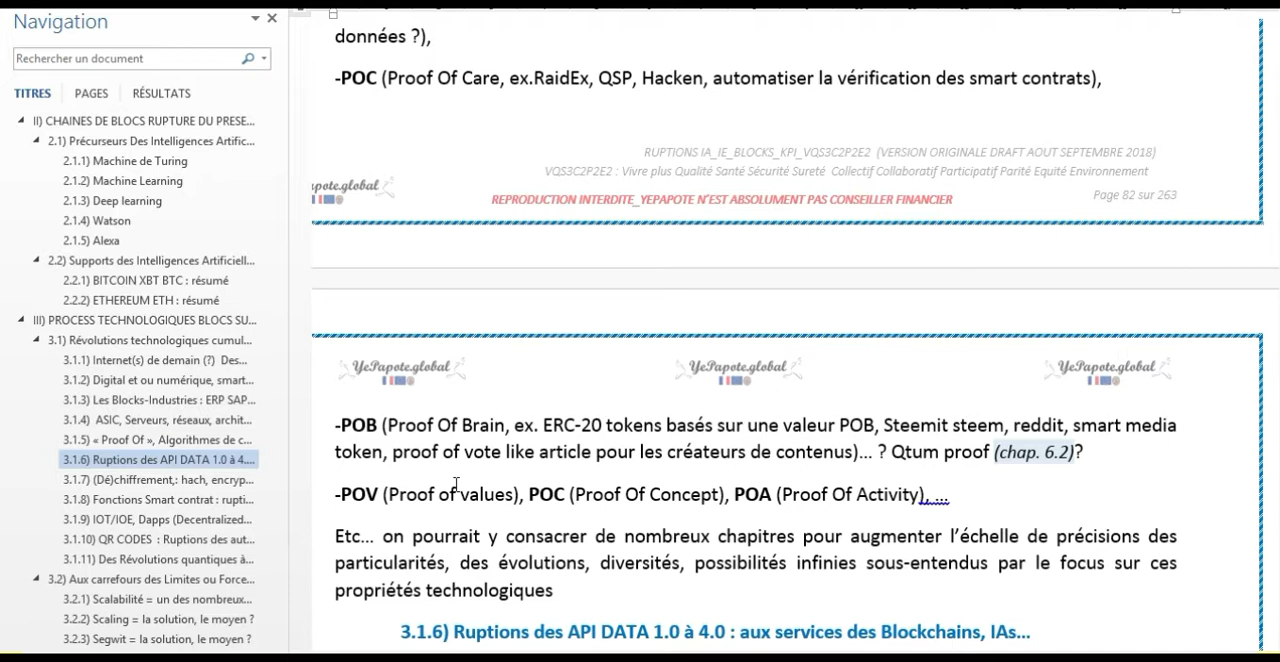 Navigation
Rechercher un document
TITRES PAGES RÉSULTATS
II) CHAINES DE BLOCS RUPTURE DU PRESE...
2.1) Précurseurs Des Intelligences Artific...
2.1.1) Machine de Turing
2.1.2) Machine Learning
2.1.3) Deep learning
2.1.4) Watson
2.1.5) Alexa
2.2) Supports des Intelligences Artificiell...
2.2.1) BITCOIN XBT BTC : résumé
2.2.2) ETHEREUM ETH : résumé
III) PROCESS TECHNOLOGIQUES BLOCS SU...
3.1) Révolutions technologiques cumul...
3.1.1) Internet(s) de demain (?) Des...
3.1.2) Digital et ou numérique, smart...
3.1.3) Les Blocks-Industries : ERP SAP...
3.1.4) ASIC, Serveurs, réseaux, archit...
3.1.5) « Proof Of », Algorithmes de c...
3.1.6) Ruptions des API DATA 1.0 à 4....
3.1.7) (Dé)chiffrement,: hach, encryp...
3.1.8) Fonctions Smart contrat : rupti...
3.1.9) IOT/IOE, Dapps (Decentralized...
3.1.10) QR CODES : Ruptions des aut...
3.1.11) Des Révolutions quantiques à...
3.2) Aux carrefours des Limites ou Force...
3.2.1) Scalabilité = un des nombreux...
3.2.2) Scaling = la solution, le moyen ?
3.2.3) Segwit = la solution, le moyen ?
données ?),
-POC (Proof Of Care, ex.RaidEx, QSP, Hacken, automatiser la vérification des smart contrats),
RUPTIONS IA_IE_BLOCKS_KPI_VQS3C2P2E2 (VERSION ORIGINALE DRAFT AOUT SEPTEMBRE 2018)
VQS3C2P2E2 : Vivre plus Qualité Santé Sécurité Sureté Collectif Collaboratif Participatif Parité Equité Environnement
apote.global
REPRODUCTION INTERDITE_YEPAPOTE N'EST ABSOLUMENT PAS CONSEILLER FINANCIER
Page 82 sur 263
YePapote.global YePapote.global YePapote.global
-POB (Proof Of Brain, ex. ERC-20 tokens basés sur une valeur POB, Steemit steem, reddit, smart media
token, proof of vote like article pour les créateurs de contenus)... ? Qtum proof (chap. 6.2)?
-POV (Proof of values), POC (Proof Of Concept), POA (Proof Of Activity), ...
Etc... on pourrait y consacrer de nombreux chapitres pour augmenter l'échelle de précisions des
particularités, des évolutions, diversités, possibilités infinies sous-entendus par le focus sur ces
propriétés technologiques
3.1.6) Ruptions des API DATA 1.0 à 4.0 : aux services des Blockchains, IAs...